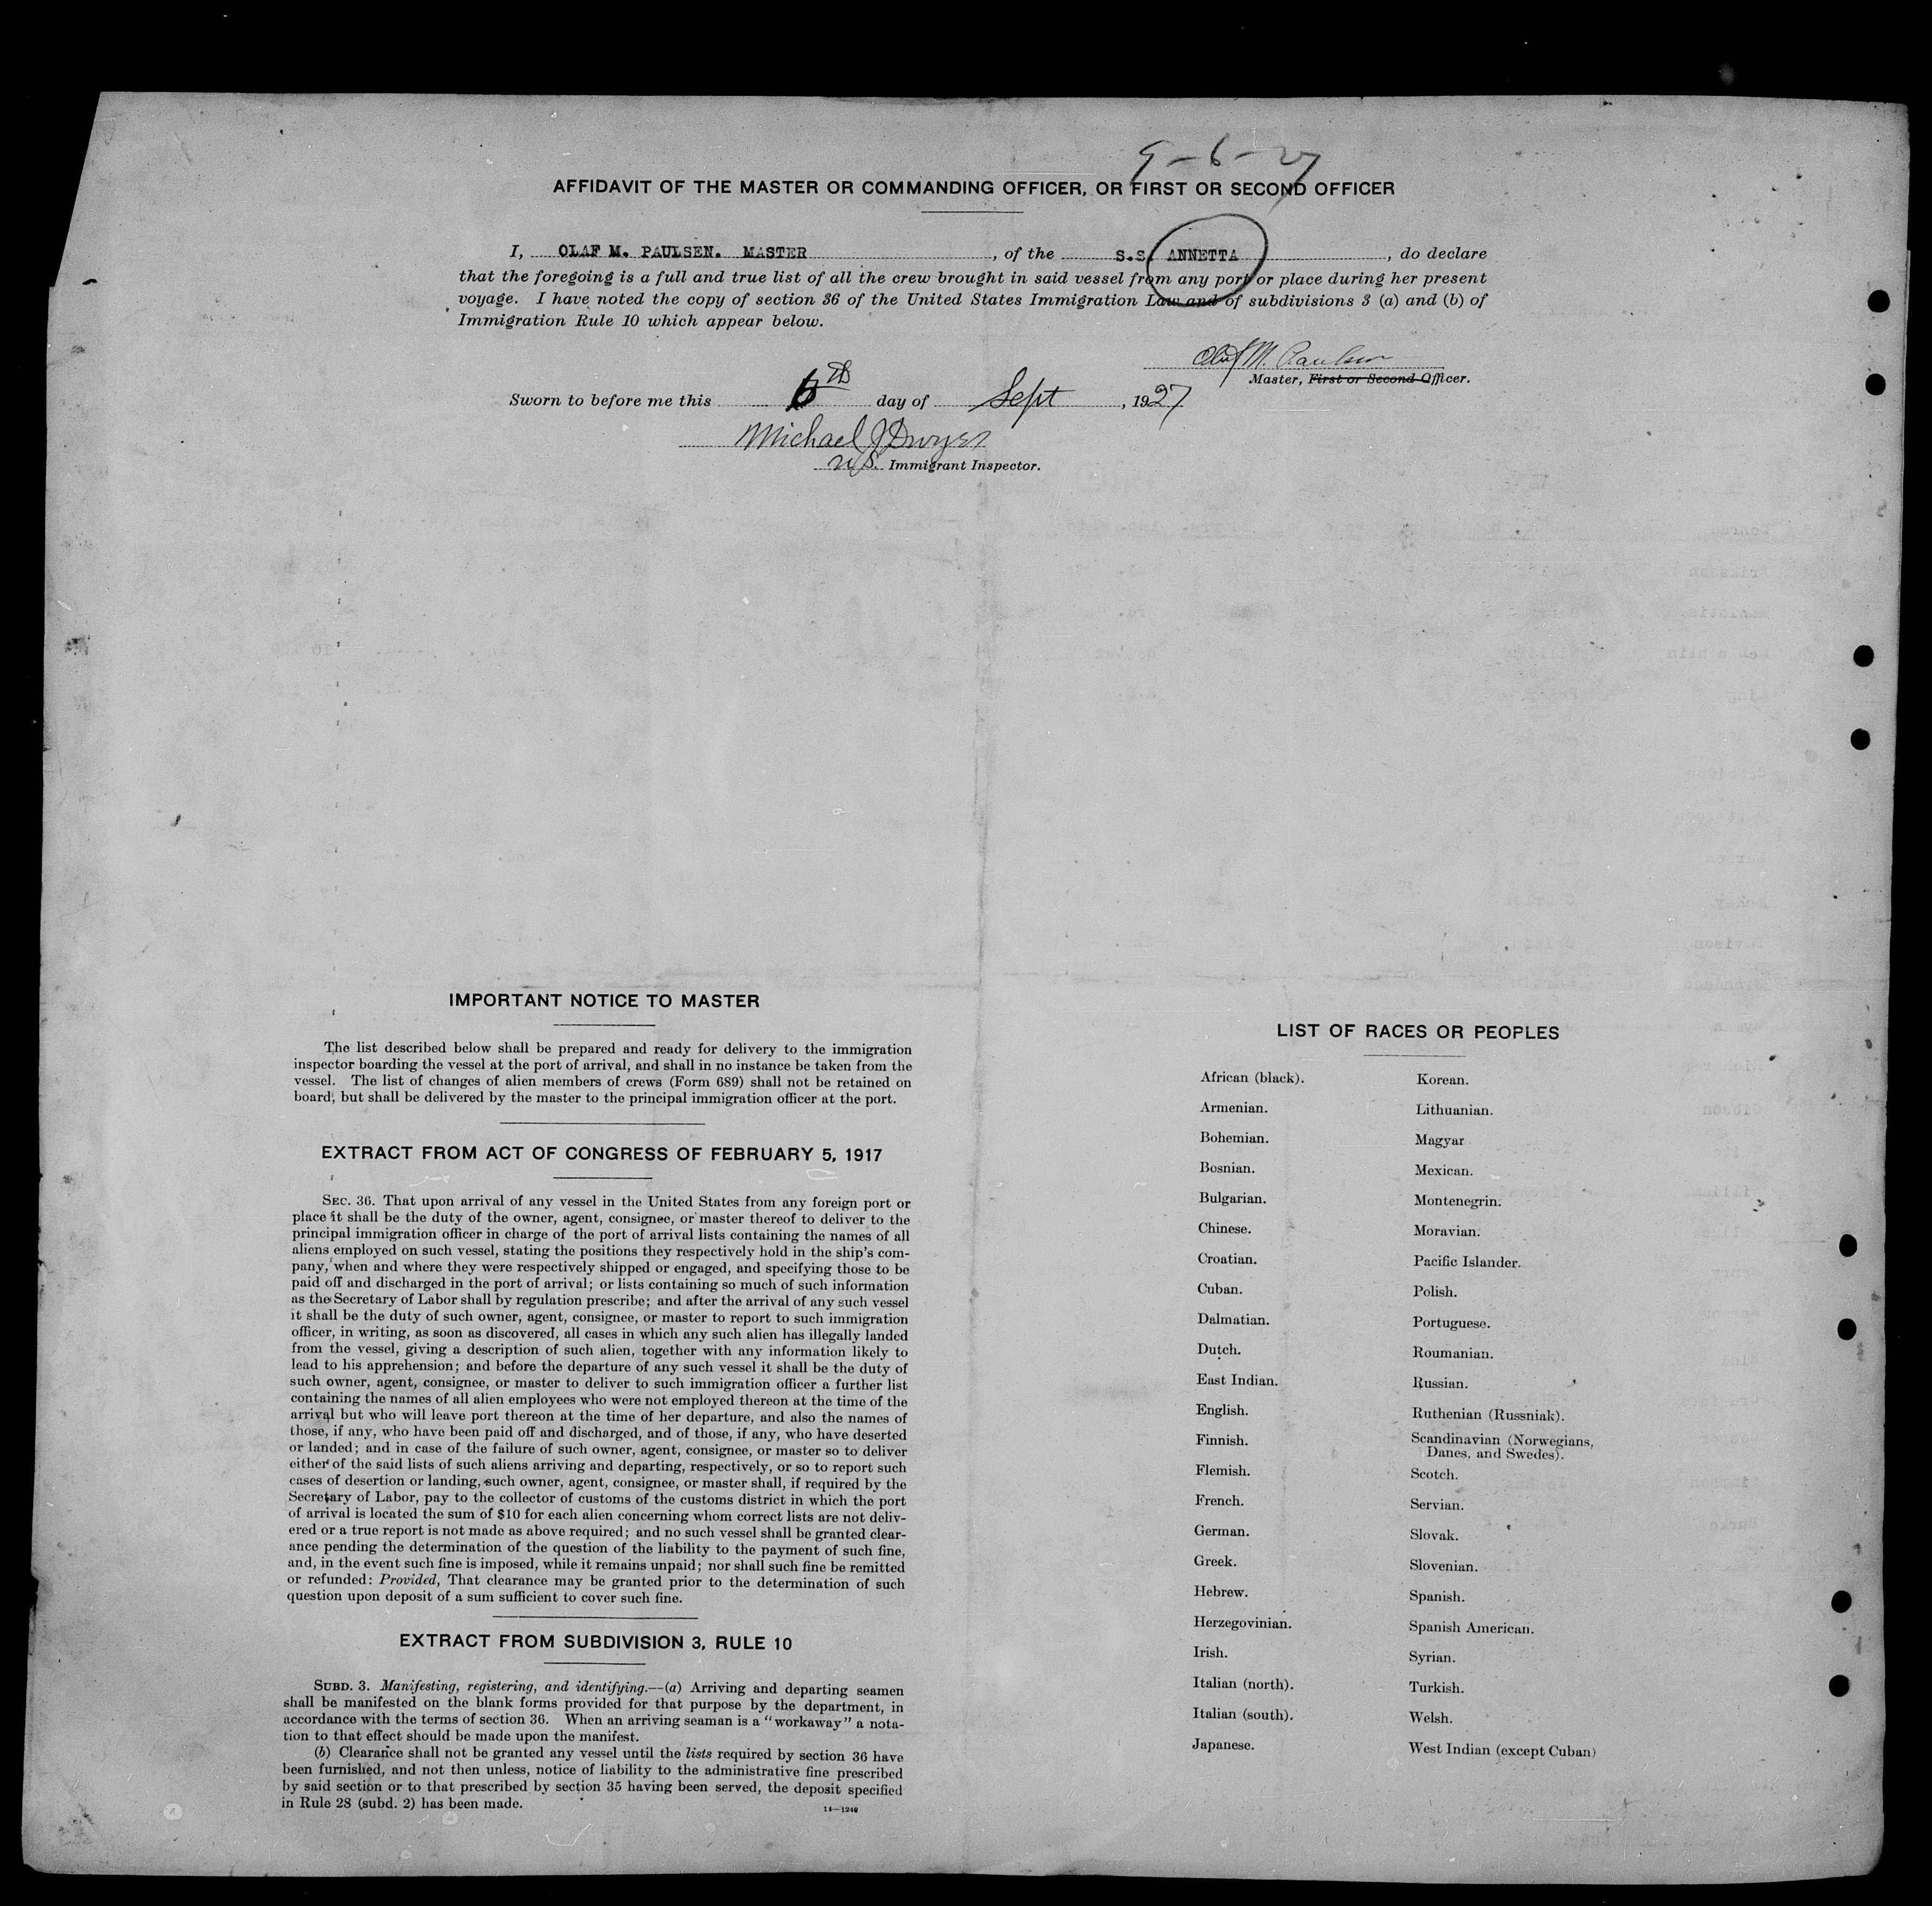 9-6-27
AFFIDAVIT OF THE MASTER OR COMMANDING OFFICER, OR FIRST OR SECOND OFFICER
I, OLAF M. PAULSEN. MASTER, of the S.S. ANNETTA, do declare
that the foregoing is a full and true list of all the crew brought in said vessel from any port or place during her present
voyage. I have noted the copy of section 36 of the United States Immigration Law and of subdivisions 3 (a) and (b) of
Immigration Rule 10 which appear below.
Olaf M. Paulsen
Master, First or Second Officer.
Sworn to before me this 6th day of Sept, 1927
Michael J Dwyer
U.S. Immigrant Inspector.
IMPORTANT NOTICE TO MASTER
The list described below shall be prepared and ready for delivery to the immigration
inspector boarding the vessel at the port of arrival, and shall in no instance be taken from the
vessel. The list of changes of alien members of crews (Form 689) shall not be retained on
board, but shall be delivered by the master to the principal immigration officer at the port.
EXTRACT FROM ACT OF CONGRESS OF FEBRUARY 5, 1917
SEC. 36. That upon arrival of any vessel in the United States from any foreign port or
place it shall be the duty of the owner, agent, consignee, or master thereof to deliver to the
principal immigration officer in charge of the port of arrival lists containing the names of all
aliens employed on such vessel, stating the positions they respectively hold in the ship's com-
pany, when and where they were respectively shipped or engaged, and specifying those to be
paid off and discharged in the port of arrival; or lists containing so much of such information
as the Secretary of Labor shall by regulation prescribe; and after the arrival of any such vessel
it shall be the duty of such owner, agent, consignee, or master to report to such immigration
officer, in writing, as soon as discovered, all cases in which any such alien has illegally landed
from the vessel, giving a description of such alien, together with any information likely to
lead to his apprehension; and before the departure of any such vessel it shall be the duty of
such owner, agent, consignee, or master to deliver to such immigration officer a further list
containing the names of all alien employees who were not employed thereon at the time of the
arrival but who will leave port thereon at the time of her departure, and also the names of
those, if any, who have been paid off and discharged, and of those, if any, who have deserted
or landed; and in case of the failure of such owner, agent, consignee, or master so to deliver
either of the said lists of such aliens arriving and departing, respectively, or so to report such
cases of desertion or landing, such owner, agent, consignee, or master shall, if required by the
Secretary of Labor, pay to the collector of customs of the customs district in which the port
of arrival is located the sum of $10 for each alien concerning whom correct lists are not deliv-
ered or a true report is not made as above required; and no such vessel shall be granted clear-
ance pending the determination of the question of the liability to the payment of such fine,
and, in the event such fine is imposed, while it remains unpaid; nor shall such fine be remitted
or refunded: Provided, That clearance may be granted prior to the determination of such
question upon deposit of a sum sufficient to cover such fine.
EXTRACT FROM SUBDIVISION 3, RULE 10
SUBD. 3. Manifesting, registering, and identifying.—(a) Arriving and departing seamen
shall be manifested on the blank forms provided for that purpose by the department, in
accordance with the terms of section 36. When an arriving seaman is a "workaway" a nota-
tion to that effect should be made upon the manifest.
(b) Clearance shall not be granted any vessel until the lists required by section 36 have
been furnished, and not then unless, notice of liability to the administrative fine prescribed
by said section or to that prescribed by section 35 having been served, the deposit specified
in Rule 28 (subd. 2) has been made.
14—1240
LIST OF RACES OR PEOPLES
African (black).
Armenian.
Bohemian.
Bosnian.
Bulgarian.
Chinese.
Croatian.
Cuban.
Dalmatian.
Dutch.
East Indian.
English.
Finnish.
Flemish.
French.
German.
Greek.
Hebrew.
Herzegovinian.
Irish.
Italian (north).
Italian (south).
Japanese.
Korean.
Lithuanian.
Magyar
Mexican.
Montenegrin.
Moravian.
Pacific Islander.
Polish.
Portuguese.
Roumanian.
Russian.
Ruthenian (Russniak).
Scandinavian (Norwegians,
Danes, and Swedes).
Scotch.
Servian.
Slovak.
Slovenian.
Spanish.
Spanish American.
Syrian.
Turkish.
Welsh.
West Indian (except Cuban)